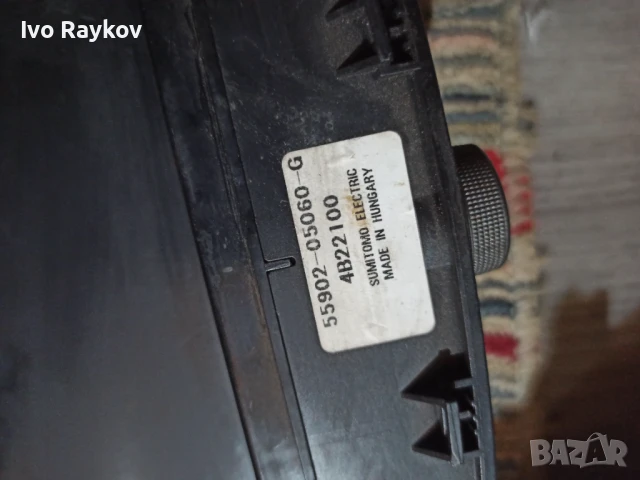 Ivo Raykov
55902-05060-G
4B22100
SUMITOMO ELECTRIC
MADE IN HUNGARY
BAZAR